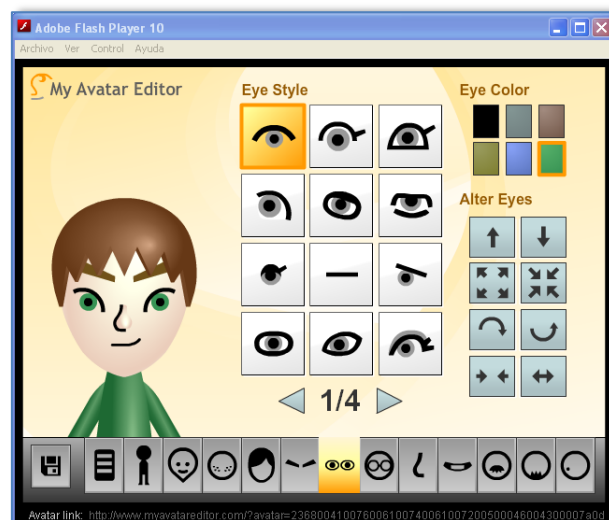 Adobe Flash Player 10
Archivo Ver Control Ayuda
My Avatar Editor
Eye Style
Eye Color
Alter Eyes
1/4
Avatar link: http://www.myavatareditor.com/?avatar=236800410076006100740061007200500046004300007a0d